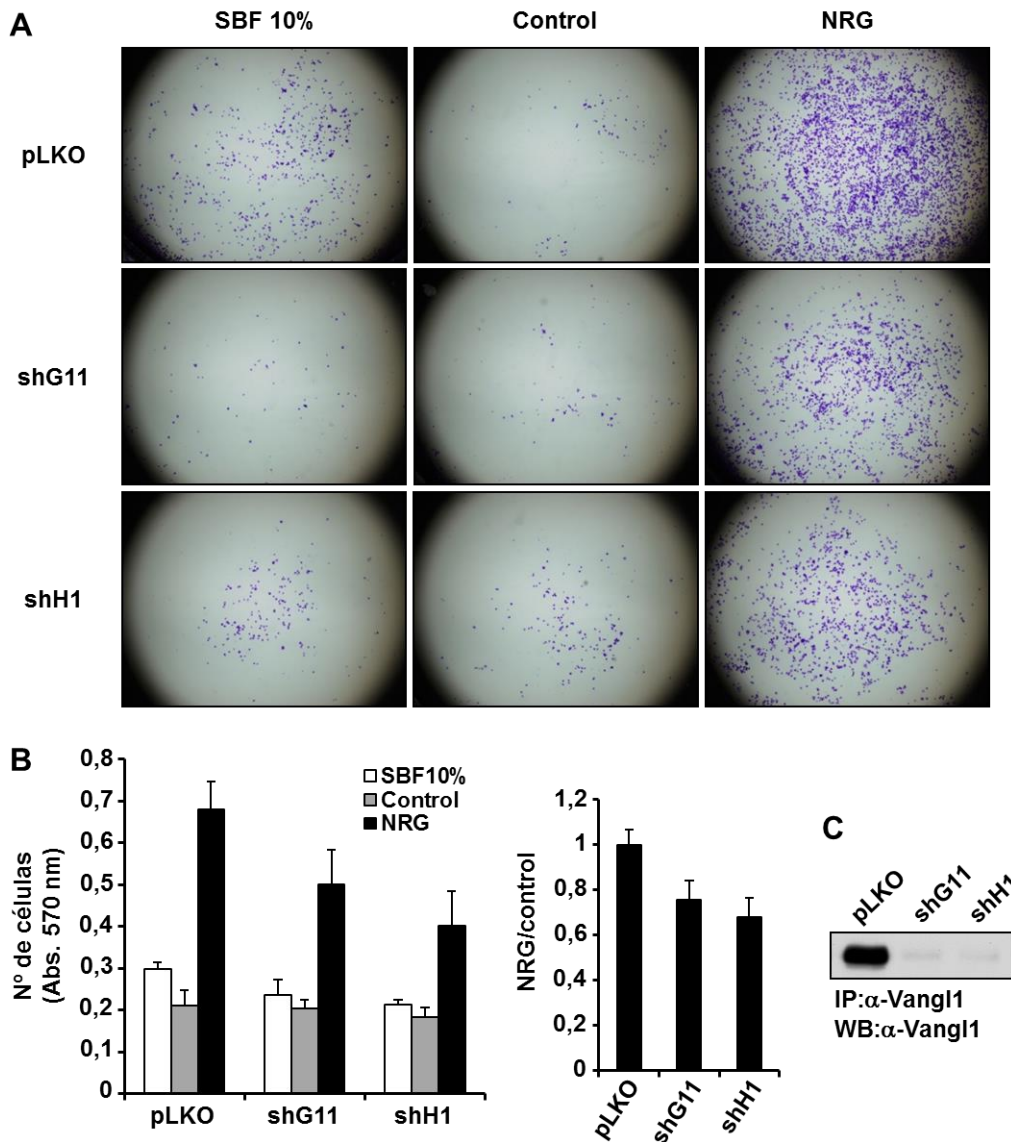 A
SBF 10%
Control
NRG
pLKO
shG11
shH1
B
Nº de células
(Abs. 570 nm)
0,8
0,7
0,6
0,5
0,4
0,3
0,2
0,1
0
SBF10%
Control
NRG
pLKO
shG11
shH1
NRG/control
1,2
1
0,8
0,6
0,4
0,2
0
pLKO
shG11
shH1
C
pLKO
shG11
shH1
IP:α-Vangl1
WB:α-Vangl1